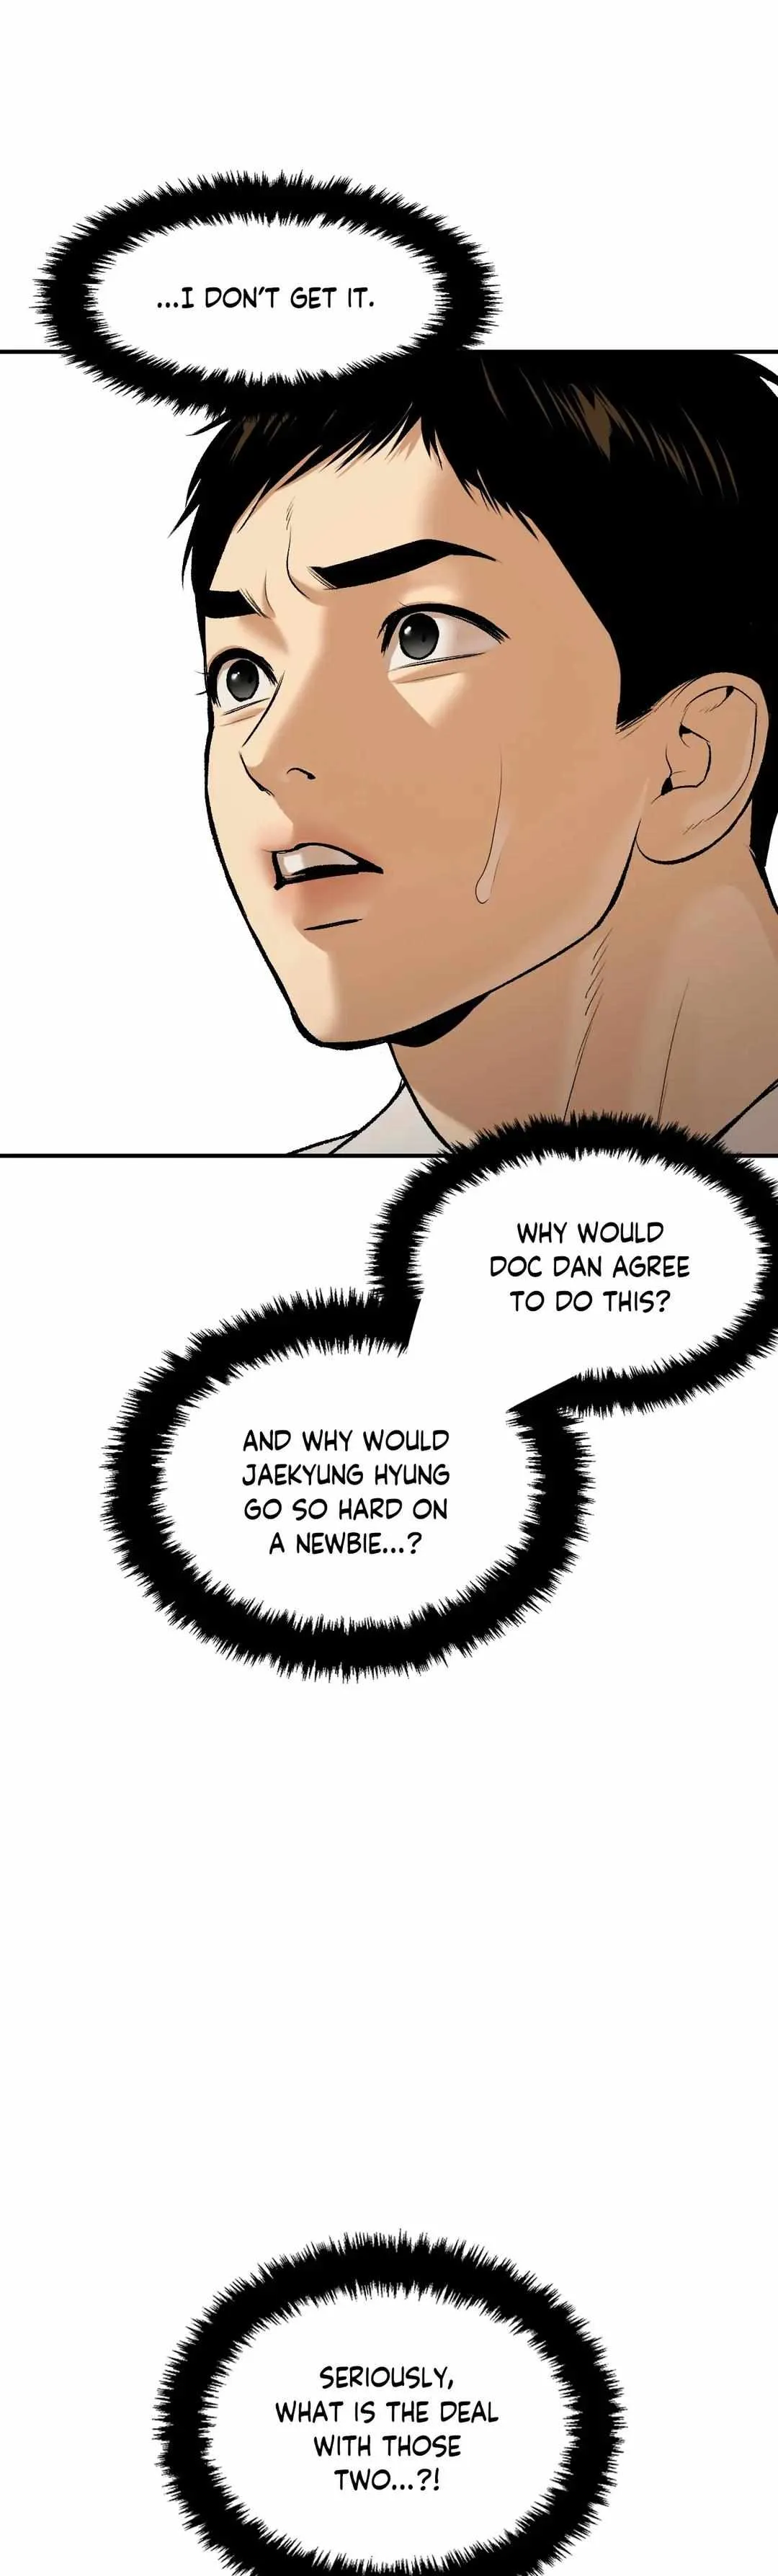 ...I DON'T GET IT.
WHY WOULD
DOC DAN AGREE
TO DO THIS?
AND WHY WOULD
JAEKYUNG HYUNG
GO SO HARD ON
A NEWBIE...?
SERIOUSLY,
WHAT IS THE DEAL
WITH THOSE
TWO...?!